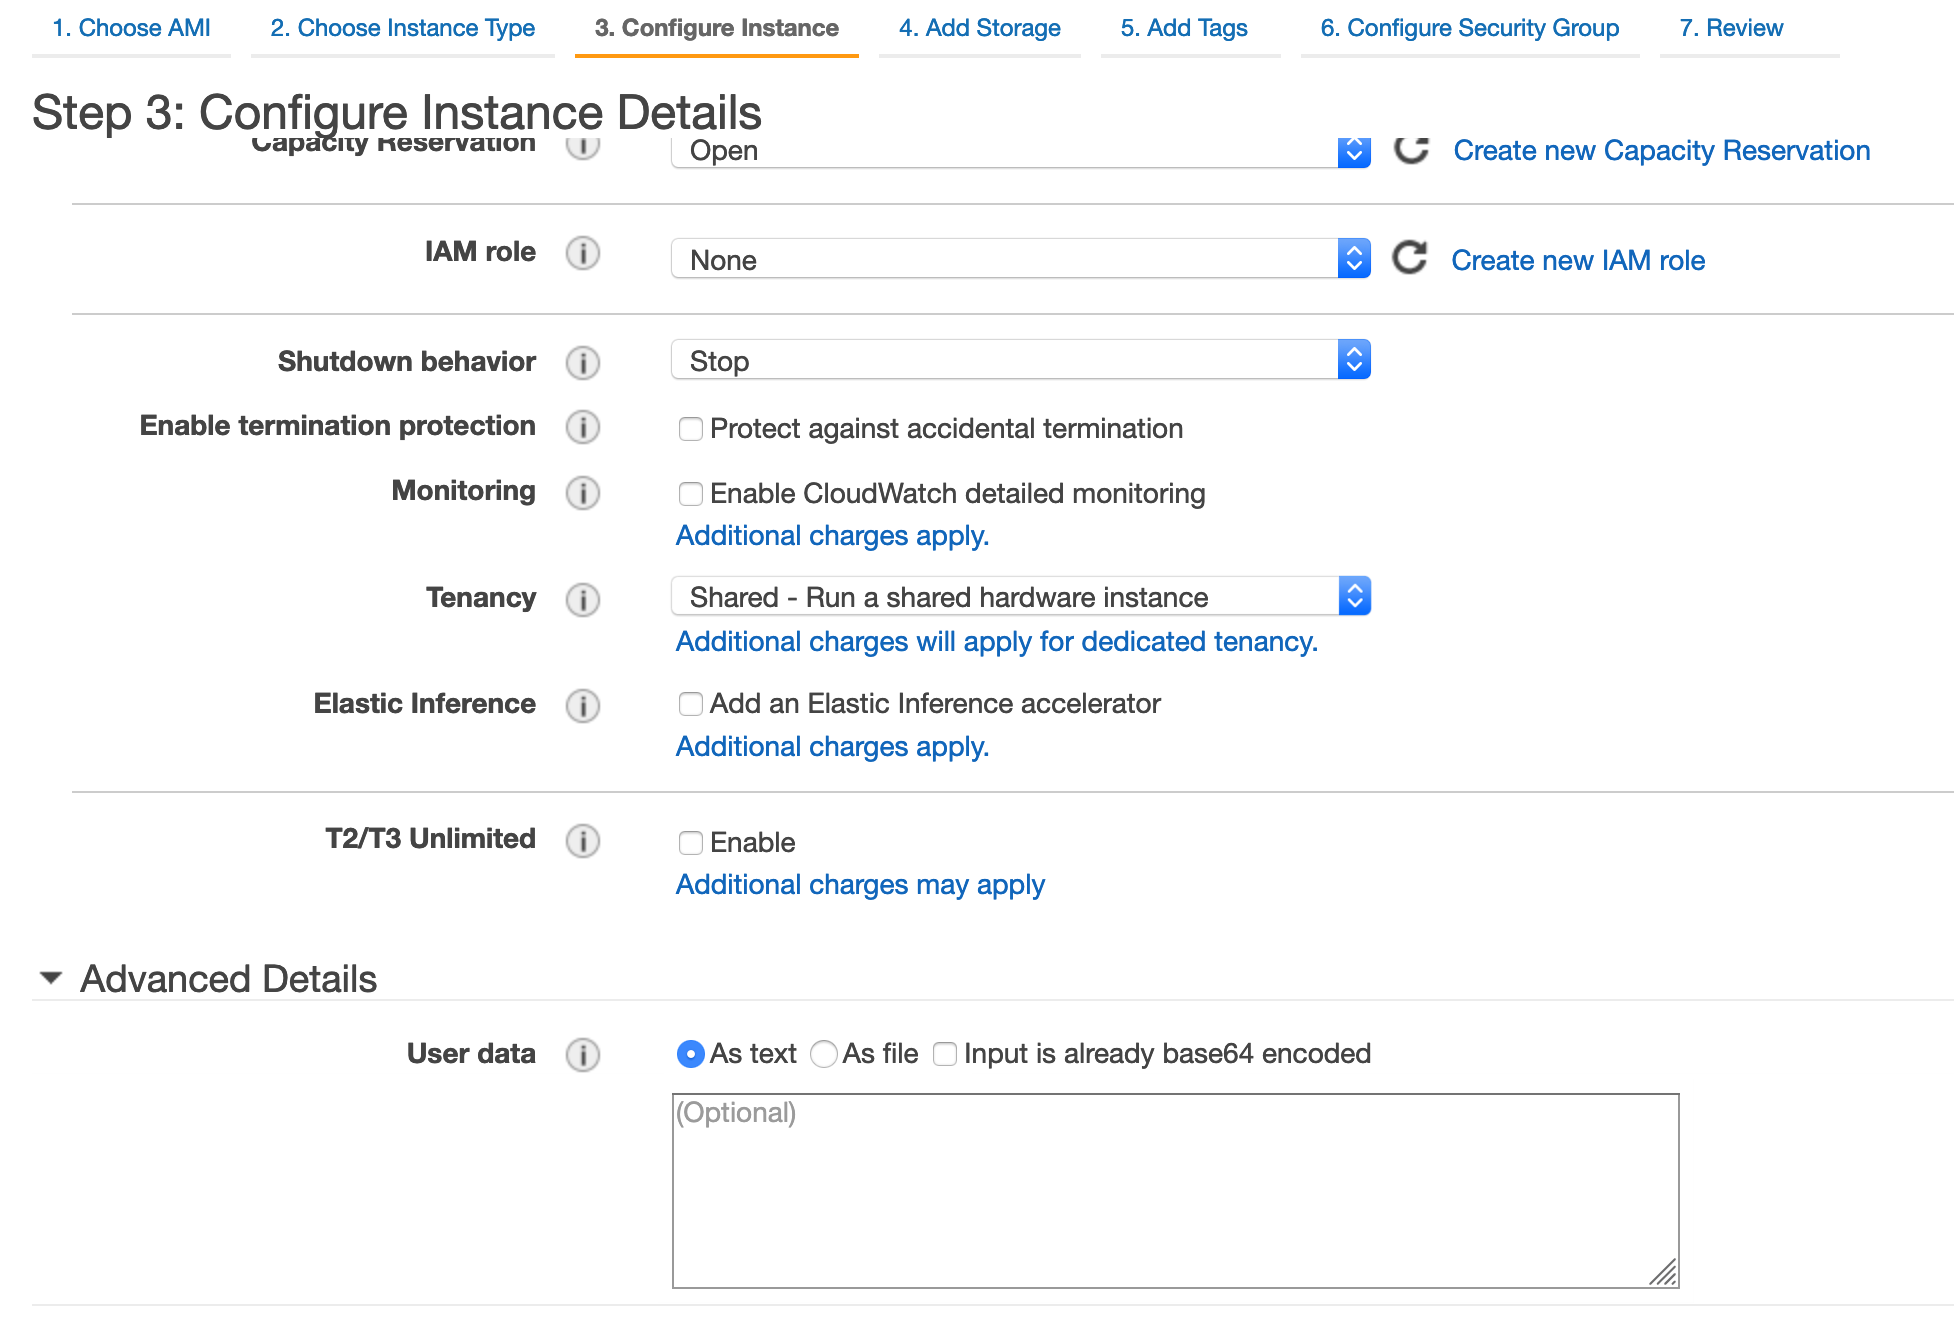 1. Choose AMI 2. Choose Instance Type 3. Configure Instance 4. Add Storage 5. Add Tags 6. Configure Security Group 7. Review
Step 3: Configure Instance Details
Capacity Reservation Open Create new Capacity Reservation
IAM role None Create new IAM role
Shutdown behavior Stop
Enable termination protection Protect against accidental termination
Monitoring Enable CloudWatch detailed monitoring
Additional charges apply.
Tenancy Shared - Run a shared hardware instance
Additional charges will apply for dedicated tenancy.
Elastic Inference Add an Elastic Inference accelerator
Additional charges apply.
T2/T3 Unlimited Enable
Additional charges may apply
Advanced Details
User data As text As file Input is already base64 encoded
(Optional)